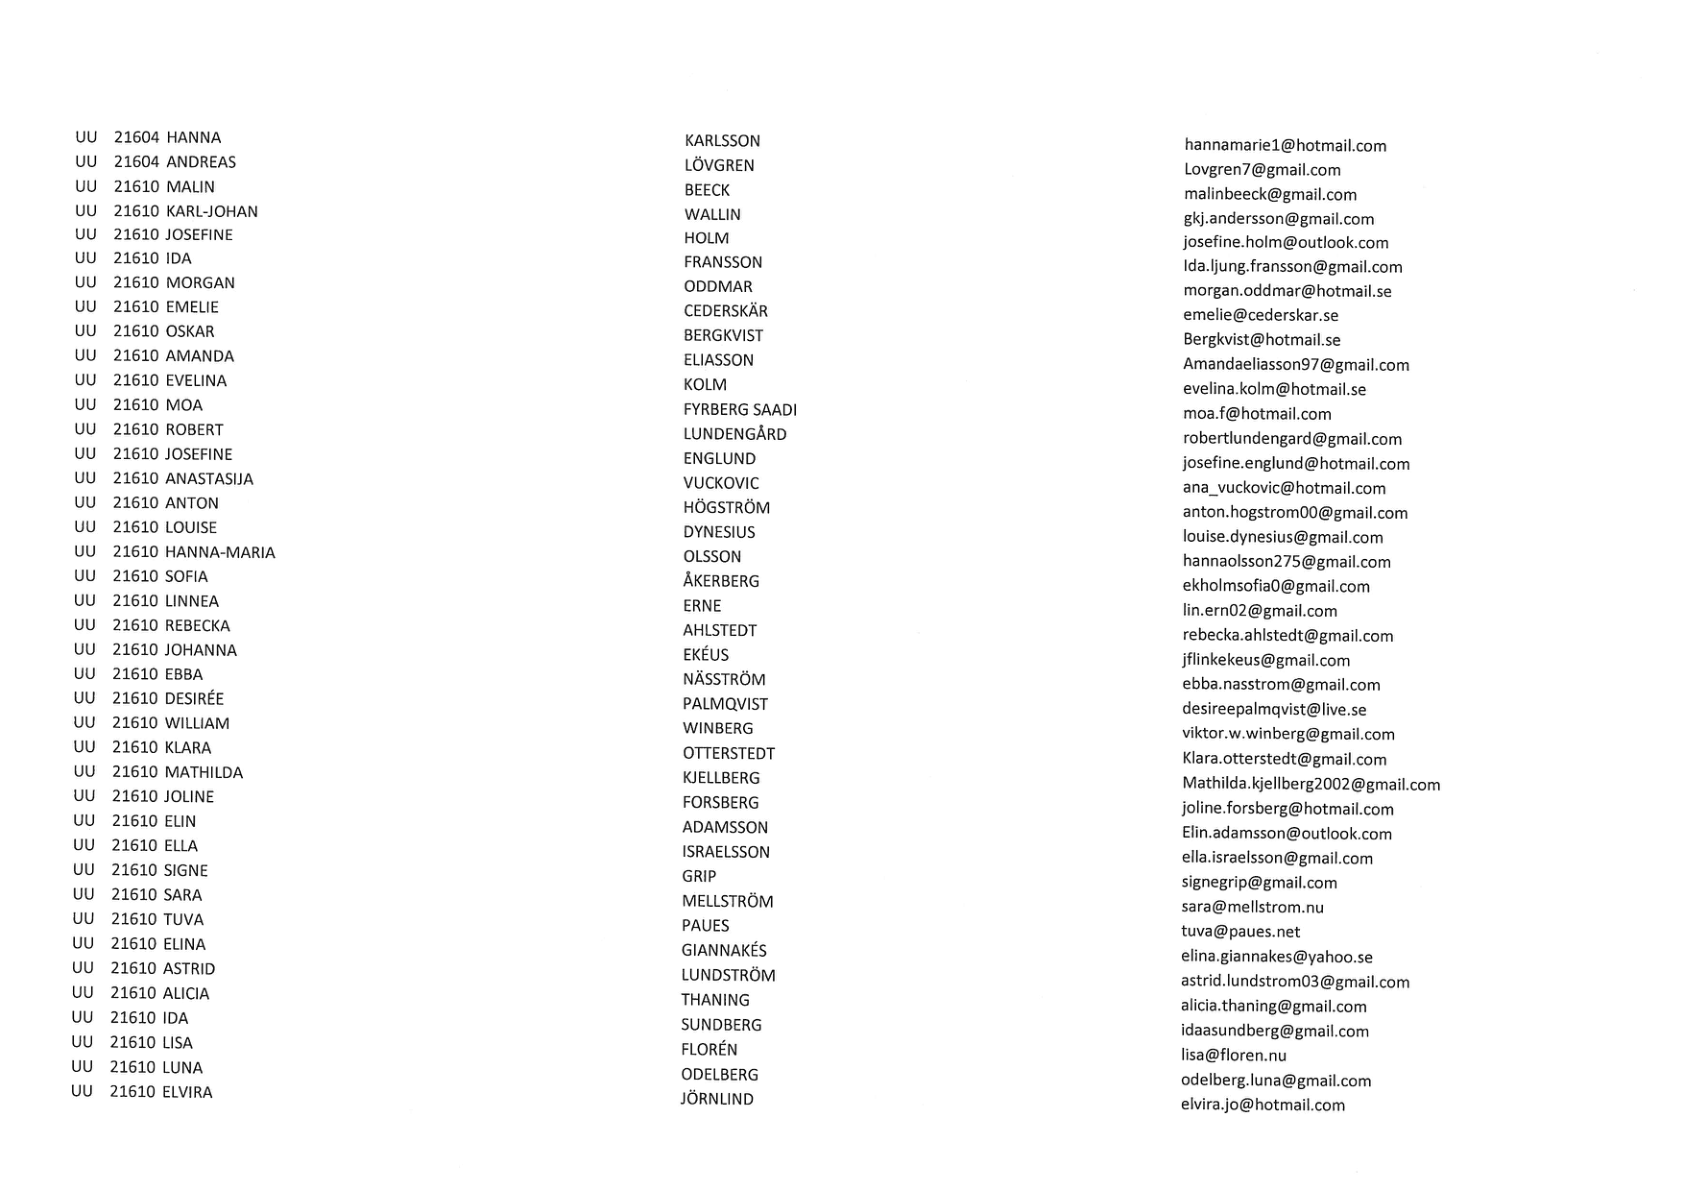 UU 21604 HANNA KARLSSON hannamarie1@hotmail.com
UU 21604 ANDREAS LÖVGREN Lovgren7@gmail.com
UU 21610 MALIN BEECK malinbeeck@gmail.com
UU 21610 KARL-JOHAN WALLIN gkj.andersson@gmail.com
UU 21610 JOSEFINE HOLM josefine.holm@outlook.com
UU 21610 IDA FRANSSON Ida.ljung.fransson@gmail.com
UU 21610 MORGAN ODDMAR morgan.oddmar@hotmail.se
UU 21610 EMELIE CEDERSKÄR emelie@cederskar.se
UU 21610 OSKAR BERGKVIST Bergkvist@hotmail.se
UU 21610 AMANDA ELIASSON Amandaeliasson97@gmail.com
UU 21610 EVELINA KOLM evelina.kolm@hotmail.se
UU 21610 MOA FYRBERG SAADI moa.f@hotmail.com
UU 21610 ROBERT LUNDENGÅRD robertlundengard@gmail.com
UU 21610 JOSEFINE ENGLUND josefine.englund@hotmail.com
UU 21610 ANASTASIJA VUCKOVIC ana_vuckovic@hotmail.com
UU 21610 ANTON HÖGSTRÖM anton.hogstrom00@gmail.com
UU 21610 LOUISE DYNESIUS louise.dynesius@gmail.com
UU 21610 HANNA-MARIA OLSSON hannaolsson275@gmail.com
UU 21610 SOFIA ÅKERBERG ekholmsofia0@gmail.com
UU 21610 LINNEA ERNE lin.ern02@gmail.com
UU 21610 REBECKA AHLSTEDT rebecka.ahlstedt@gmail.com
UU 21610 JOHANNA EKÉUS jflinkekeus@gmail.com
UU 21610 EBBA NÄSSTRÖM ebba.nasstrom@gmail.com
UU 21610 DESIRÉE PALMQVIST desireepalmqvist@live.se
UU 21610 WILLIAM WINBERG viktor.w.winberg@gmail.com
UU 21610 KLARA OTTERSTEDT Klara.otterstedt@gmail.com
UU 21610 MATHILDA KJELLBERG Mathilda.kjellberg2002@gmail.com
UU 21610 JOLINE FORSBERG joline.forsberg@hotmail.com
UU 21610 ELIN ADAMSSON Elin.adamsson@outlook.com
UU 21610 ELLA ISRAELSSON ella.israelsson@gmail.com
UU 21610 SIGNE GRIP signegrip@gmail.com
UU 21610 SARA MELLSTRÖM sara@mellstrom.nu
UU 21610 TUVA PAUES tuva@paues.net
UU 21610 ELINA GIANNAKÉS elina.giannakes@yahoo.se
UU 21610 ASTRID LUNDSTRÖM astrid.lundstrom03@gmail.com
UU 21610 ALICIA THANING alicia.thaning@gmail.com
UU 21610 IDA SUNDBERG idaasundberg@gmail.com
UU 21610 LISA FLORÉN lisa@floren.nu
UU 21610 LUNA ODELBERG odelberg.luna@gmail.com
UU 21610 ELVIRA JÖRNLIND elvira.jo@hotmail.com